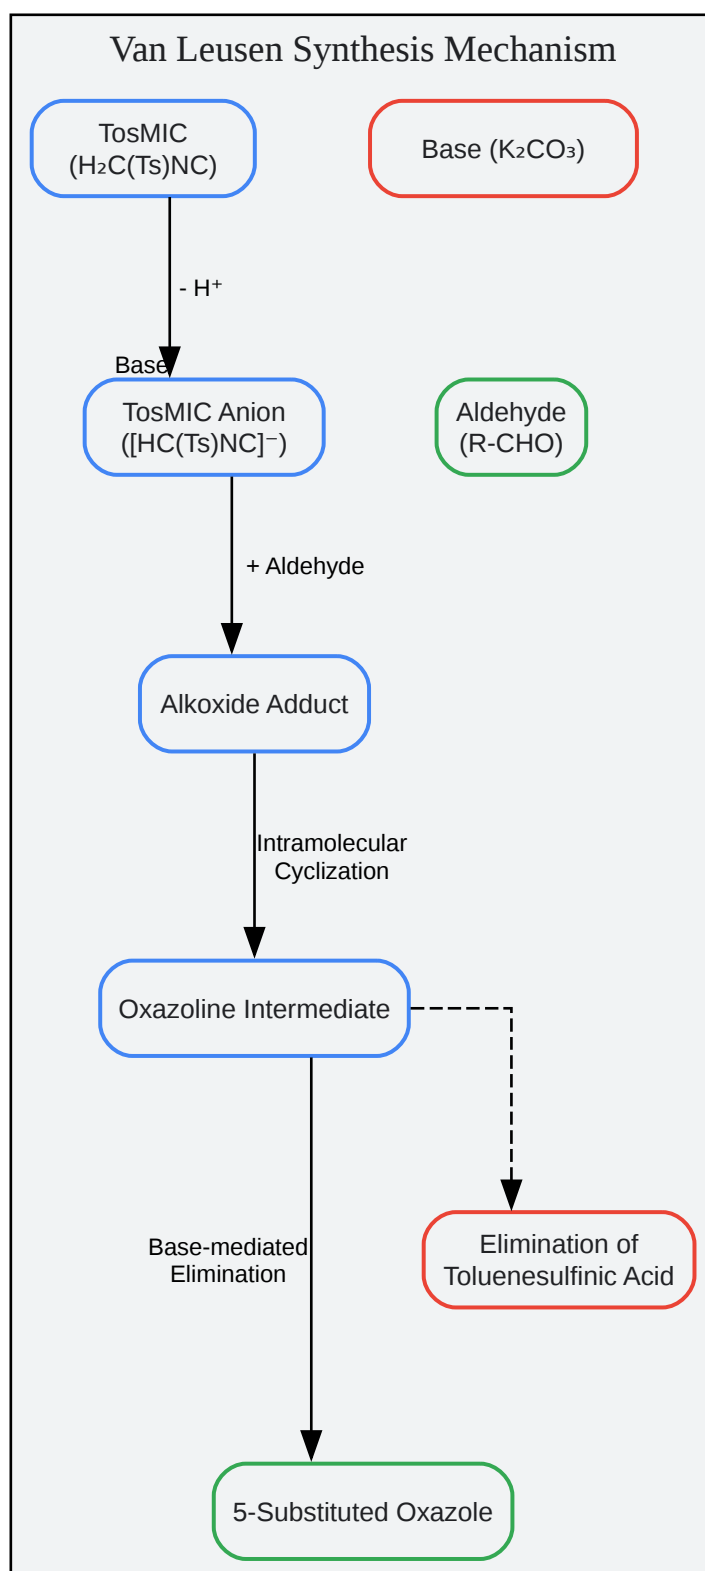 Van Leusen Synthesis Mechanism
TosMIC
(H₂C(Ts)NC)
Base (K₂CO₃)
- H⁺
Base
TosMIC Anion
([HC(Ts)NC]⁻)
Aldehyde
(R-CHO)
+ Aldehyde
Alkoxide Adduct
Intramolecular
Cyclization
Oxazoline Intermediate
Base-mediated
Elimination
Elimination of
Toluenesulfinic Acid
5-Substituted Oxazole